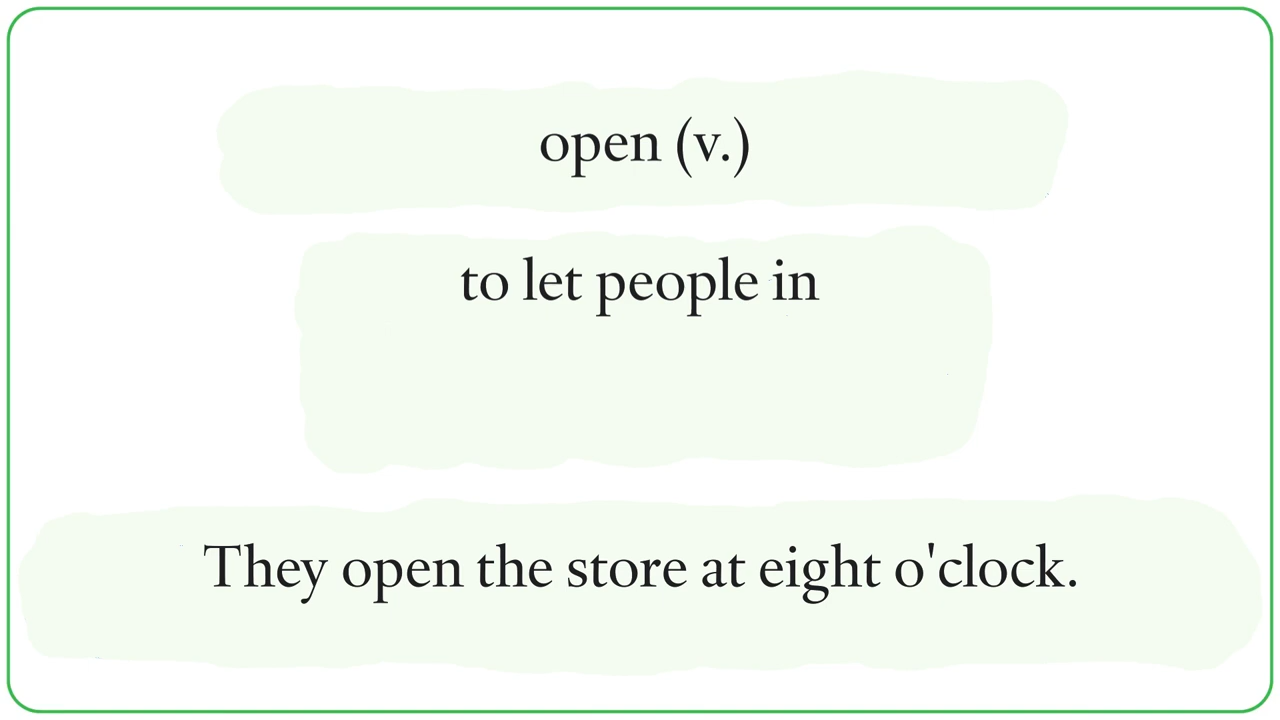 open (v.)
to let people in
They open the store at eight o'clock.